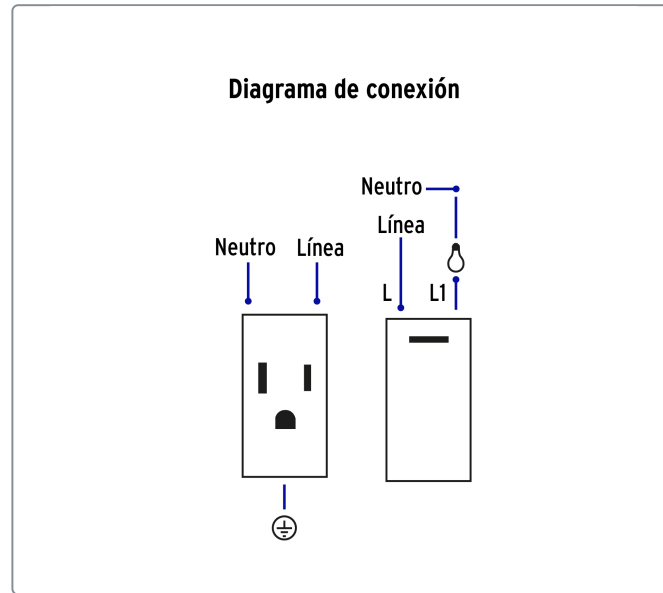 Diagrama de conexión
Neutro
Línea
Neutro Línea
L L1